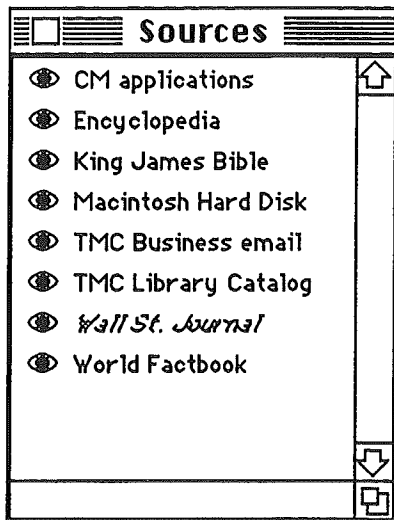 Sources
CM applications
Encyclopedia
King James Bible
Macintosh Hard Disk
TMC Business email
TMC Library Catalog
Wall St. Journal
World Factbook